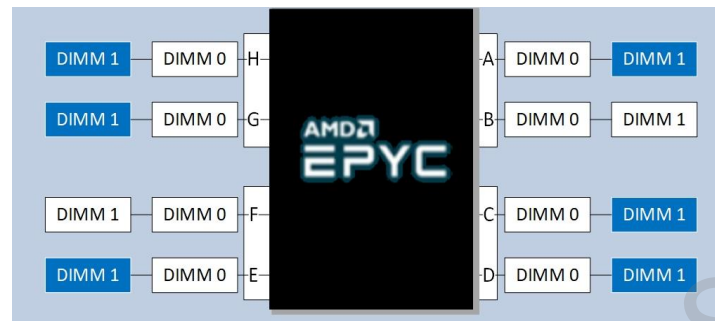 DIMM 1 DIMM 0 H A DIMM 0 DIMM 1
DIMM 1 DIMM 0 G B DIMM 0 DIMM 1
AMD
EPYC
DIMM 1 DIMM 0 F C DIMM 0 DIMM 1
DIMM 1 DIMM 0 E D DIMM 0 DIMM 1